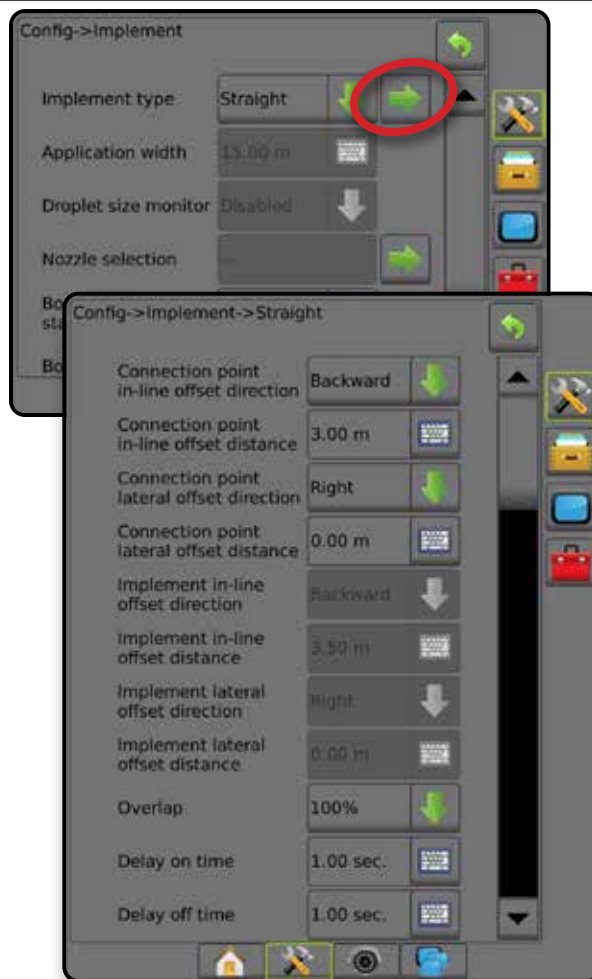 Config->Implement
Implement type Straight
Application width 15.00 m
Droplet size monitor Disabled
Nozzle selection --
Bo
sta
Bo
Config->Implement->Straight
Connection point
in-line offset direction Backward
Connection point
in-line offset distance 3.00 m
Connection point
lateral offset direction Right
Connection point
lateral offset distance 0.00 m
Implement in-line
offset direction Backward
Implement in-line
offset distance 3.50 m
Implement lateral
offset direction Right
Implement lateral
offset distance 0.00 m
Overlap 100%
Delay on time 1.00 sec.
Delay off time 1.00 sec.